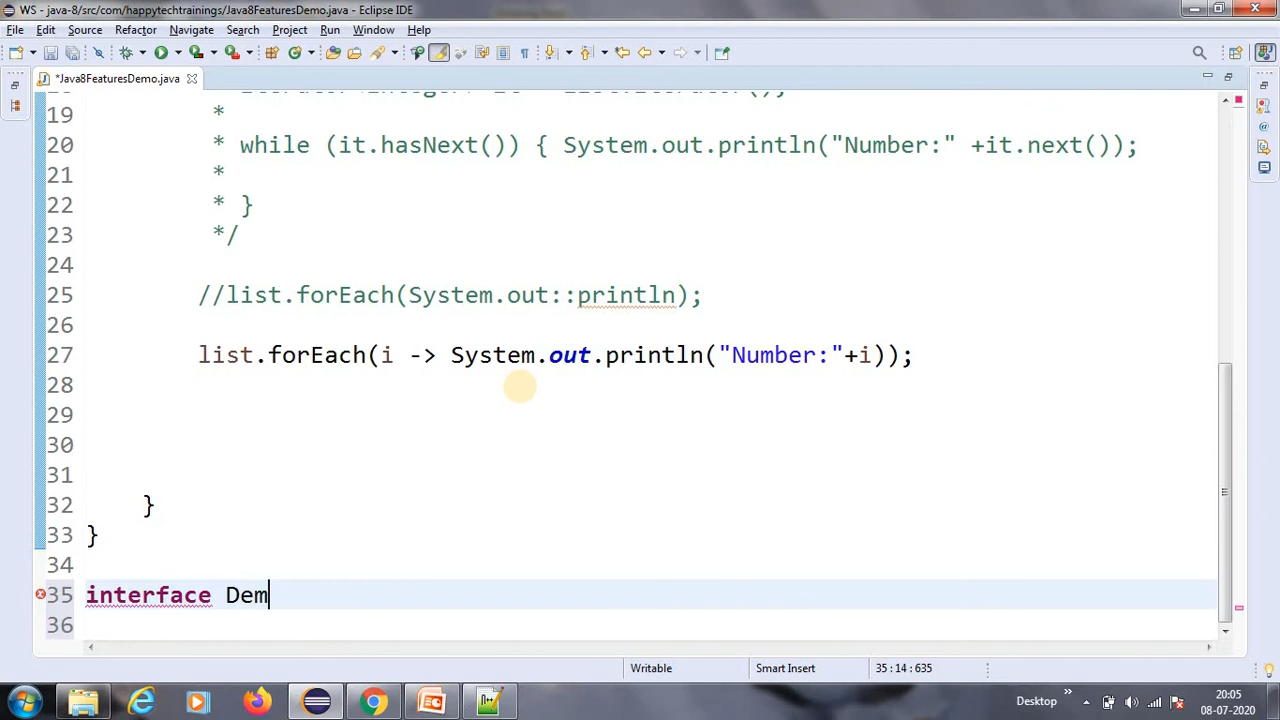 WS - java-8/src/com/happytechtrainings/Java8FeaturesDemo.java - Eclipse IDE
File Edit Source Refactor Navigate Search Project Run Window Help
*Java8FeaturesDemo.java
19 *
20 * while (it.hasNext()) { System.out.println("Number:" +it.next());
21 *
22 * }
23 */
24
25 //list.forEach(System.out::println);
26
27 list.forEach(i -> System.out.println("Number:"+i));
28
29
30
31
32 }
33 }
34
35 interface Dem
36
Writable Smart Insert 35 : 14 : 635
Desktop 20:05
08-07-2020